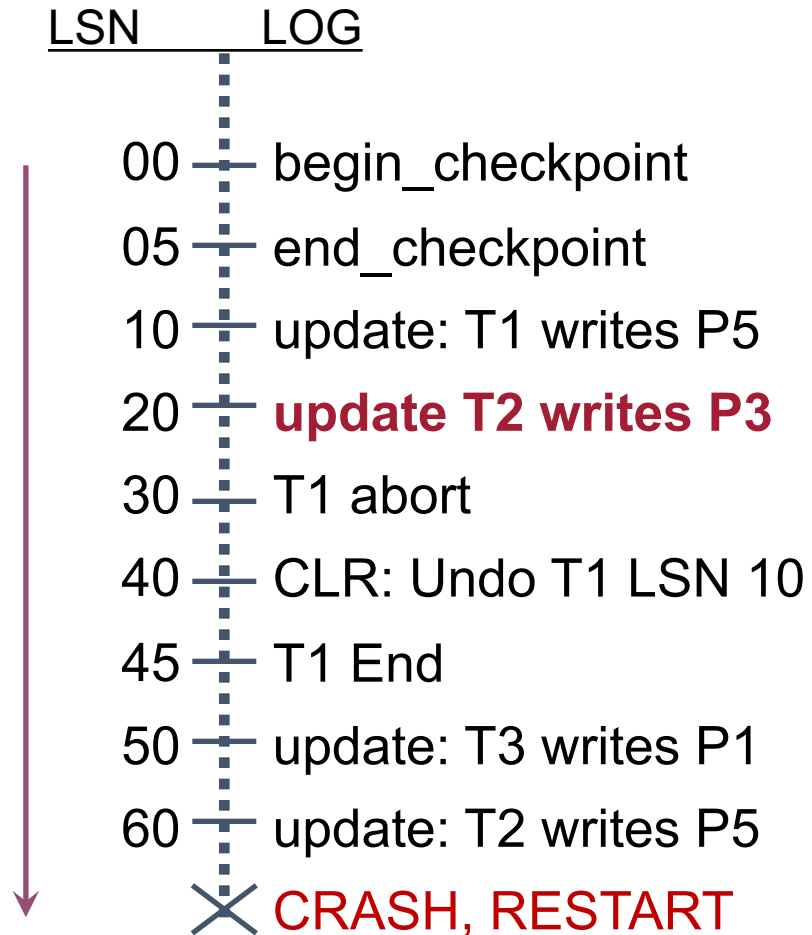 LSN LOG
00 begin_checkpoint
05 end_checkpoint
10 update: T1 writes P5
20 update T2 writes P3
30 T1 abort
40 CLR: Undo T1 LSN 10
45 T1 End
50 update: T3 writes P1
60 update: T2 writes P5
CRASH, RESTART